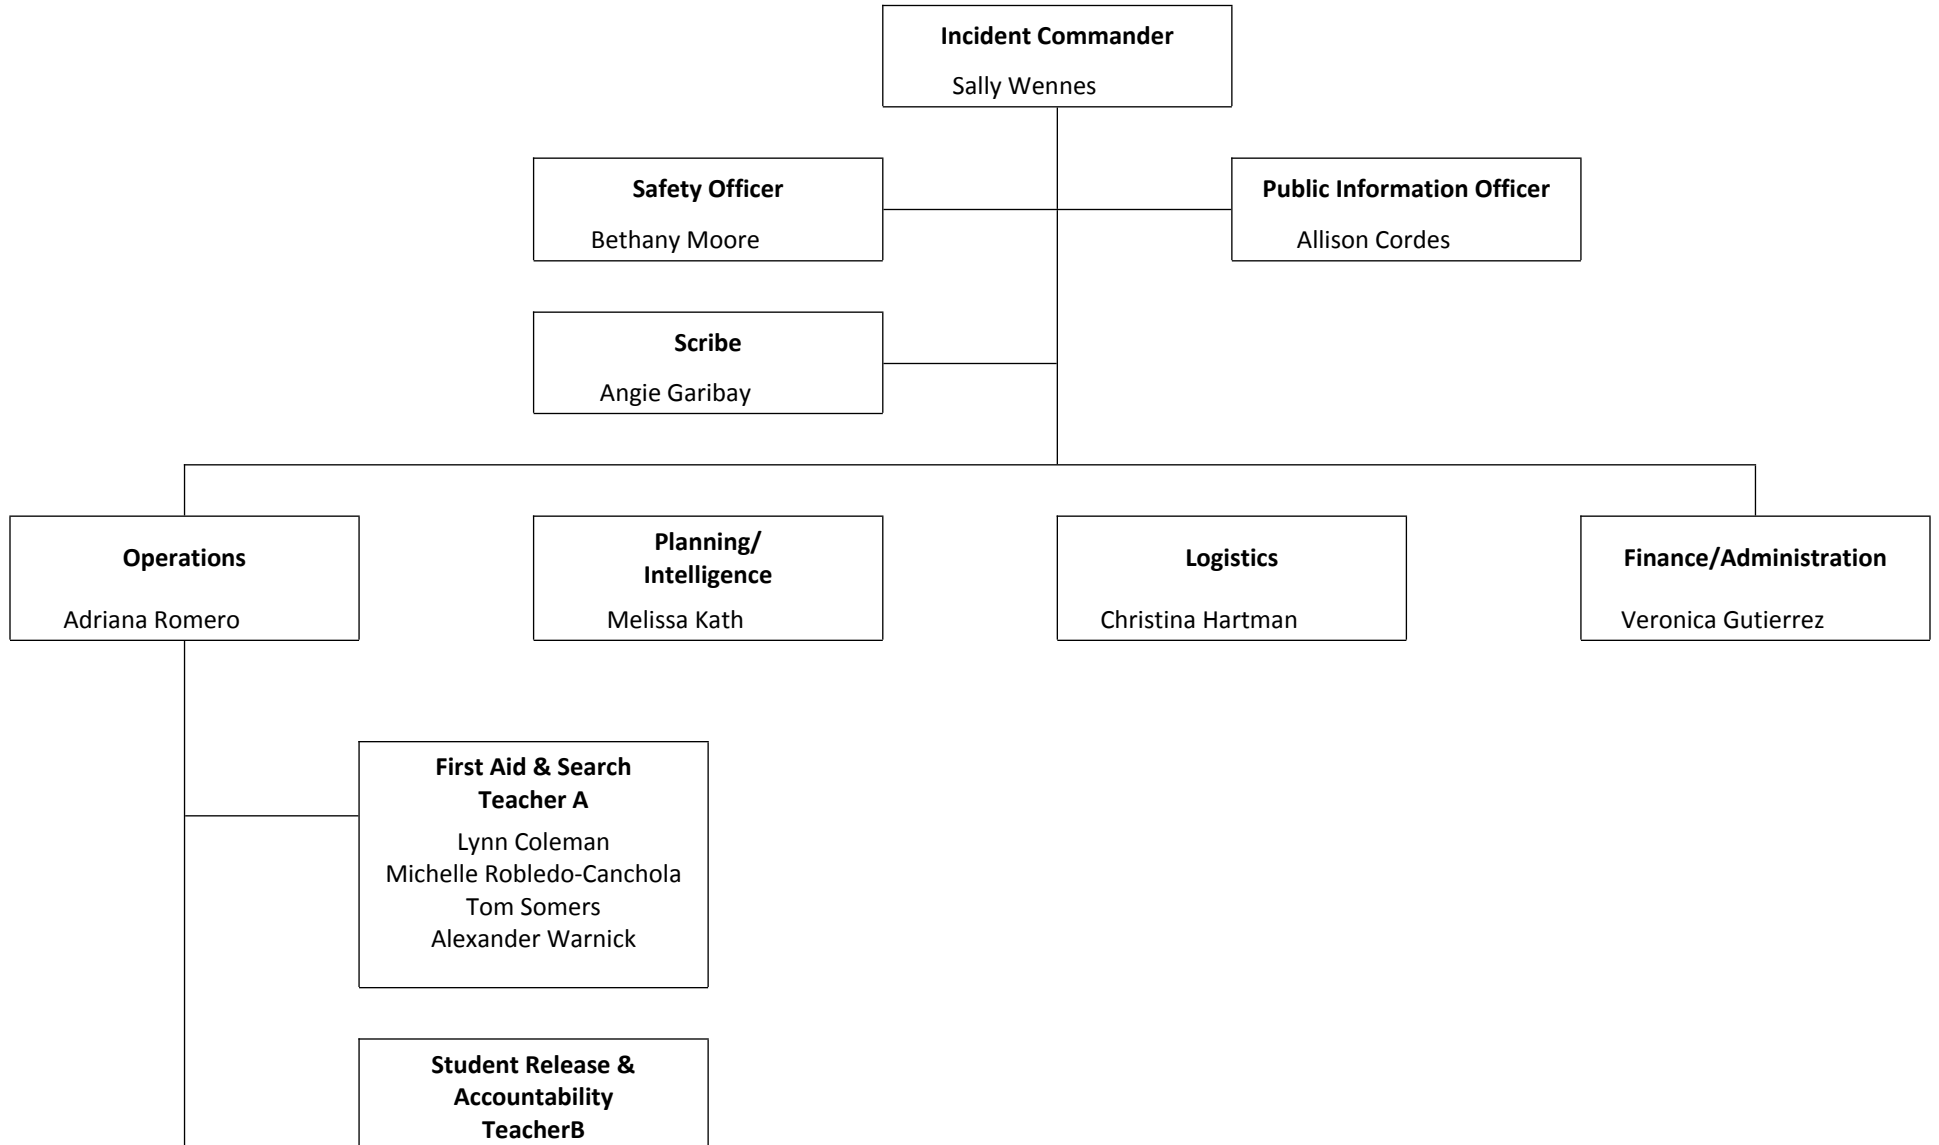 Incident Commander
Sally Wennes
Safety Officer
Bethany Moore
Public Information Officer
Allison Cordes
Scribe
Angie Garibay
Operations
Adriana Romero
Planning/
Intelligence
Melissa Kath
Logistics
Christina Hartman
Finance/Administration
Veronica Gutierrez
First Aid & Search
Teacher A
Lynn Coleman
Michelle Robledo-Canchola
Tom Somers
Alexander Warnick
Student Release &
Accountability
TeacherB